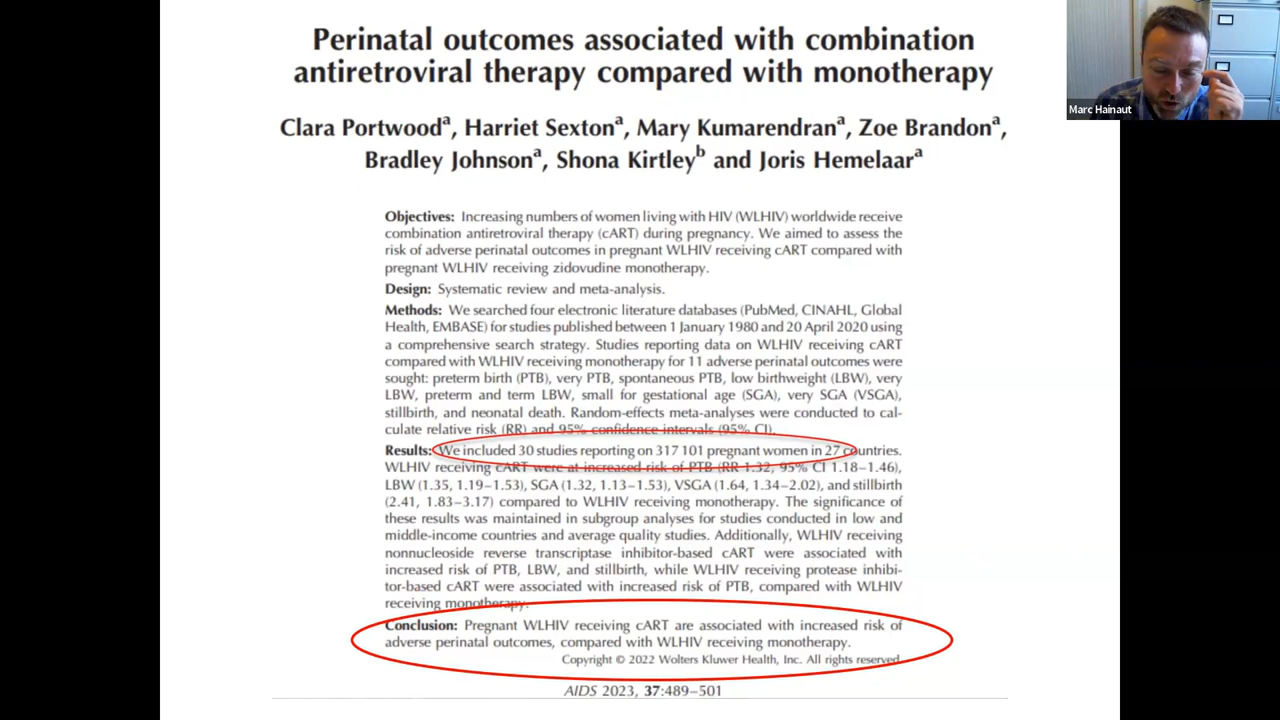 Perinatal outcomes associated with combination
antiretroviral therapy compared with monotherapy
Clara Portwoodᵃ, Harriet Sextonᵃ, Mary Kumarendranᵃ, Zoe Brandonᵃ,
Bradley Johnsonᵃ, Shona Kirtleyᵇ and Joris Hemelaarᵃ
Marc Hainaut
Objectives: Increasing numbers of women living with HIV (WLHIV) worldwide receive
combination antiretroviral therapy (cART) during pregnancy. We aimed to assess the
risk of adverse perinatal outcomes in pregnant WLHIV receiving cART compared with
pregnant WLHIV receiving zidovudine monotherapy.
Design: Systematic review and meta-analysis.
Methods: We searched four electronic literature databases (PubMed, CINAHL, Global
Health, EMBASE) for studies published between 1 January 1980 and 20 April 2020 using
a comprehensive search strategy. Studies reporting data on WLHIV receiving cART
compared with WLHIV receiving monotherapy for 11 adverse perinatal outcomes were
sought: preterm birth (PTB), very PTB, spontaneous PTB, low birthweight (LBW), very
LBW, preterm and term LBW, small for gestational age (SGA), very SGA (VSGA),
stillbirth, and neonatal death. Random-effects meta-analyses were conducted to cal-
culate relative risk (RR) and 95% confidence intervals (95% CI).
Results: We included 30 studies reporting on 317 101 pregnant women in 27 countries.
WLHIV receiving cART were at increased risk of PTB (RR 1.32, 95% CI 1.18–1.46),
LBW (1.35, 1.19–1.53), SGA (1.32, 1.13–1.53), VSGA (1.64, 1.34–2.02), and stillbirth
(2.41, 1.83–3.17) compared to WLHIV receiving monotherapy. The significance of
these results was maintained in subgroup analyses for studies conducted in low and
middle-income countries and average quality studies. Additionally, WLHIV receiving
nonnucleoside reverse transcriptase inhibitor-based cART were associated with
increased risk of PTB, LBW, and stillbirth, while WLHIV receiving protease inhibi-
tor-based cART were associated with increased risk of PTB, compared with WLHIV
receiving monotherapy.
Conclusion: Pregnant WLHIV receiving cART are associated with increased risk of
adverse perinatal outcomes, compared with WLHIV receiving monotherapy.
Copyright © 2022 Wolters Kluwer Health, Inc. All rights reserved.
AIDS 2023, 37:489–501